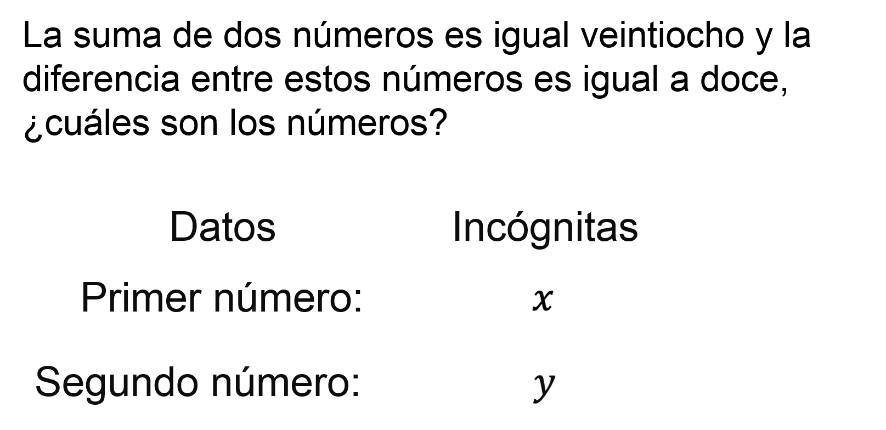 La suma de dos números es igual veintiocho y la
diferencia entre estos números es igual a doce,
¿cuáles son los números?
Datos Incógnitas
Primer número: x
Segundo número: y